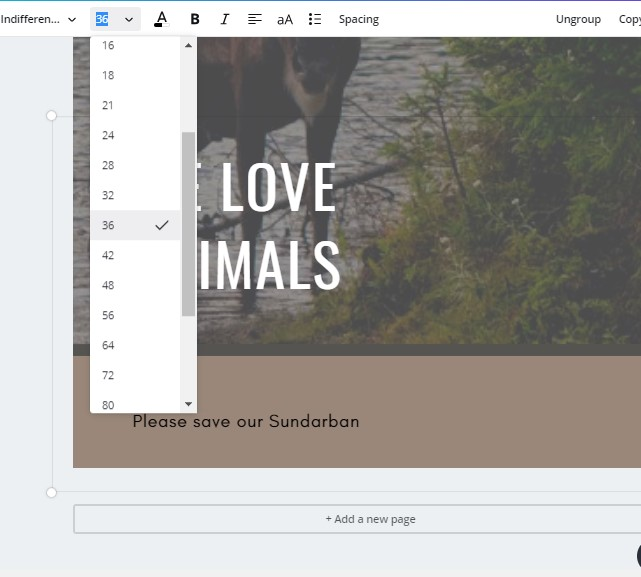 Indifferen... 36 A B I aA Spacing Ungroup Copy
16
18
21
24
28
32
36
42
48
56
64
72
80
LOVE
IMALS
Please save our Sundarban
+ Add a new page